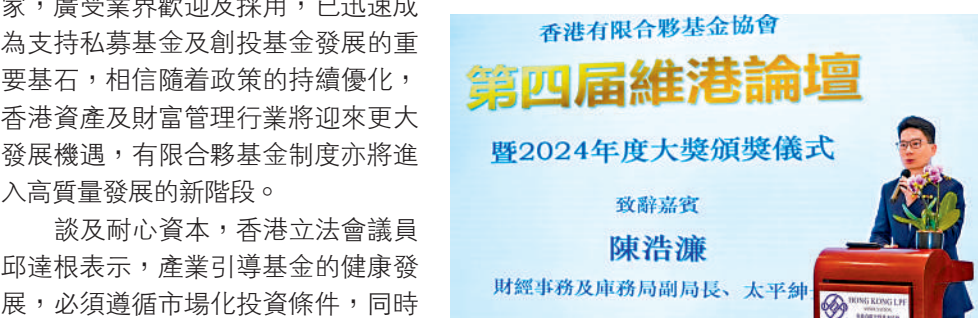 家，廣受業界歡迎及採用，已迅速成
為支持私募基金及創投基金發展的重
要基石，相信隨着政策的持續優化，
香港資產及財富管理行業將迎來更大
發展機遇，有限合夥基金制度亦將進
入高質量發展的新階段。
談及耐心資本，香港立法會議員
邱達根表示，產業引導基金的健康發
展，必須遵循市場化投資條件，同時
香港有限合夥基金協會
第四届維港論壇
暨2024年度大獎頒獎儀式
致辭嘉賓
陳浩濂
財經事務及庫務局副局長、太平紳
HONG KONG LPF